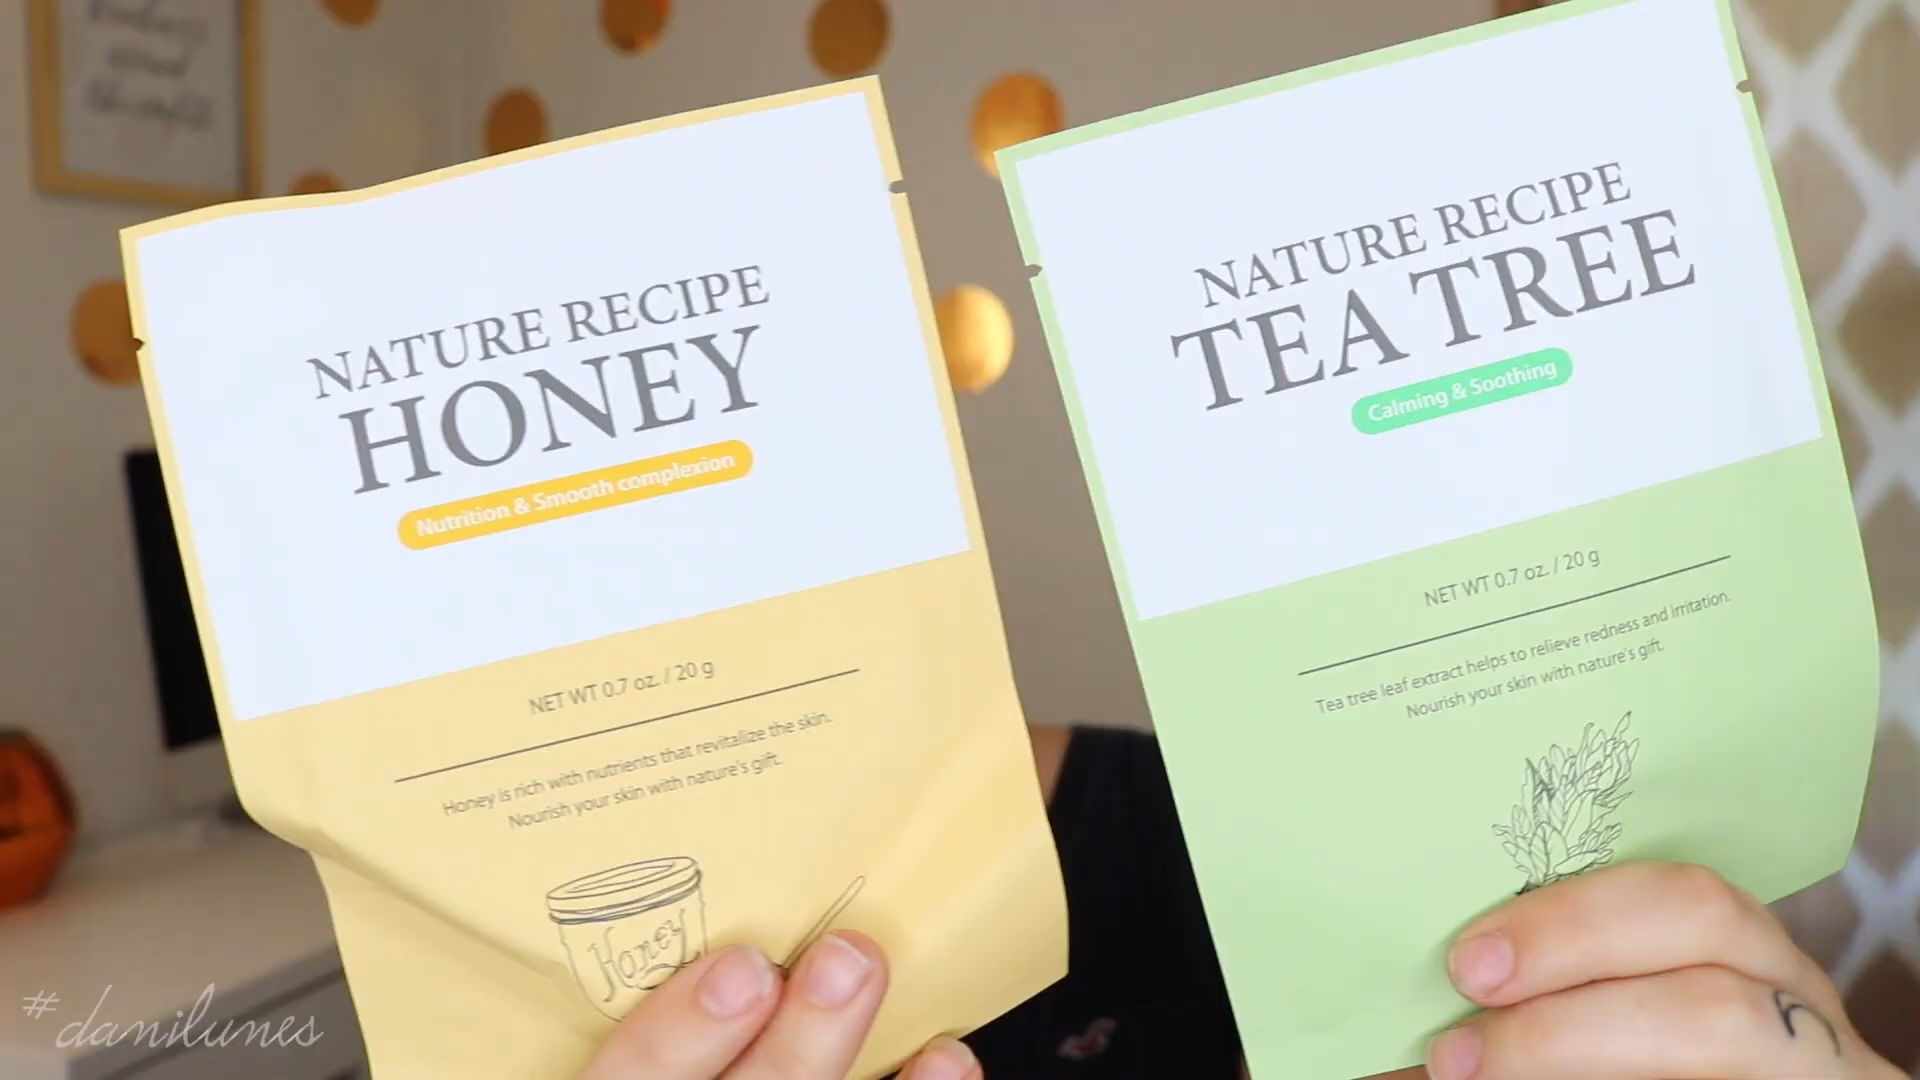 NATURE RECIPE
HONEY
Nutrition & Smooth complexion
NET WT 0.7 oz. / 20 g
Honey is rich with nutrients that revitalize the skin.
Nourish your skin with nature's gift.
Honey
NATURE RECIPE
TEA TREE
Calming & Soothing
NET WT 0.7 oz. / 20 g
Tea tree leaf extract helps to relieve redness and irritation.
Nourish your skin with nature's gift.
#danilunes